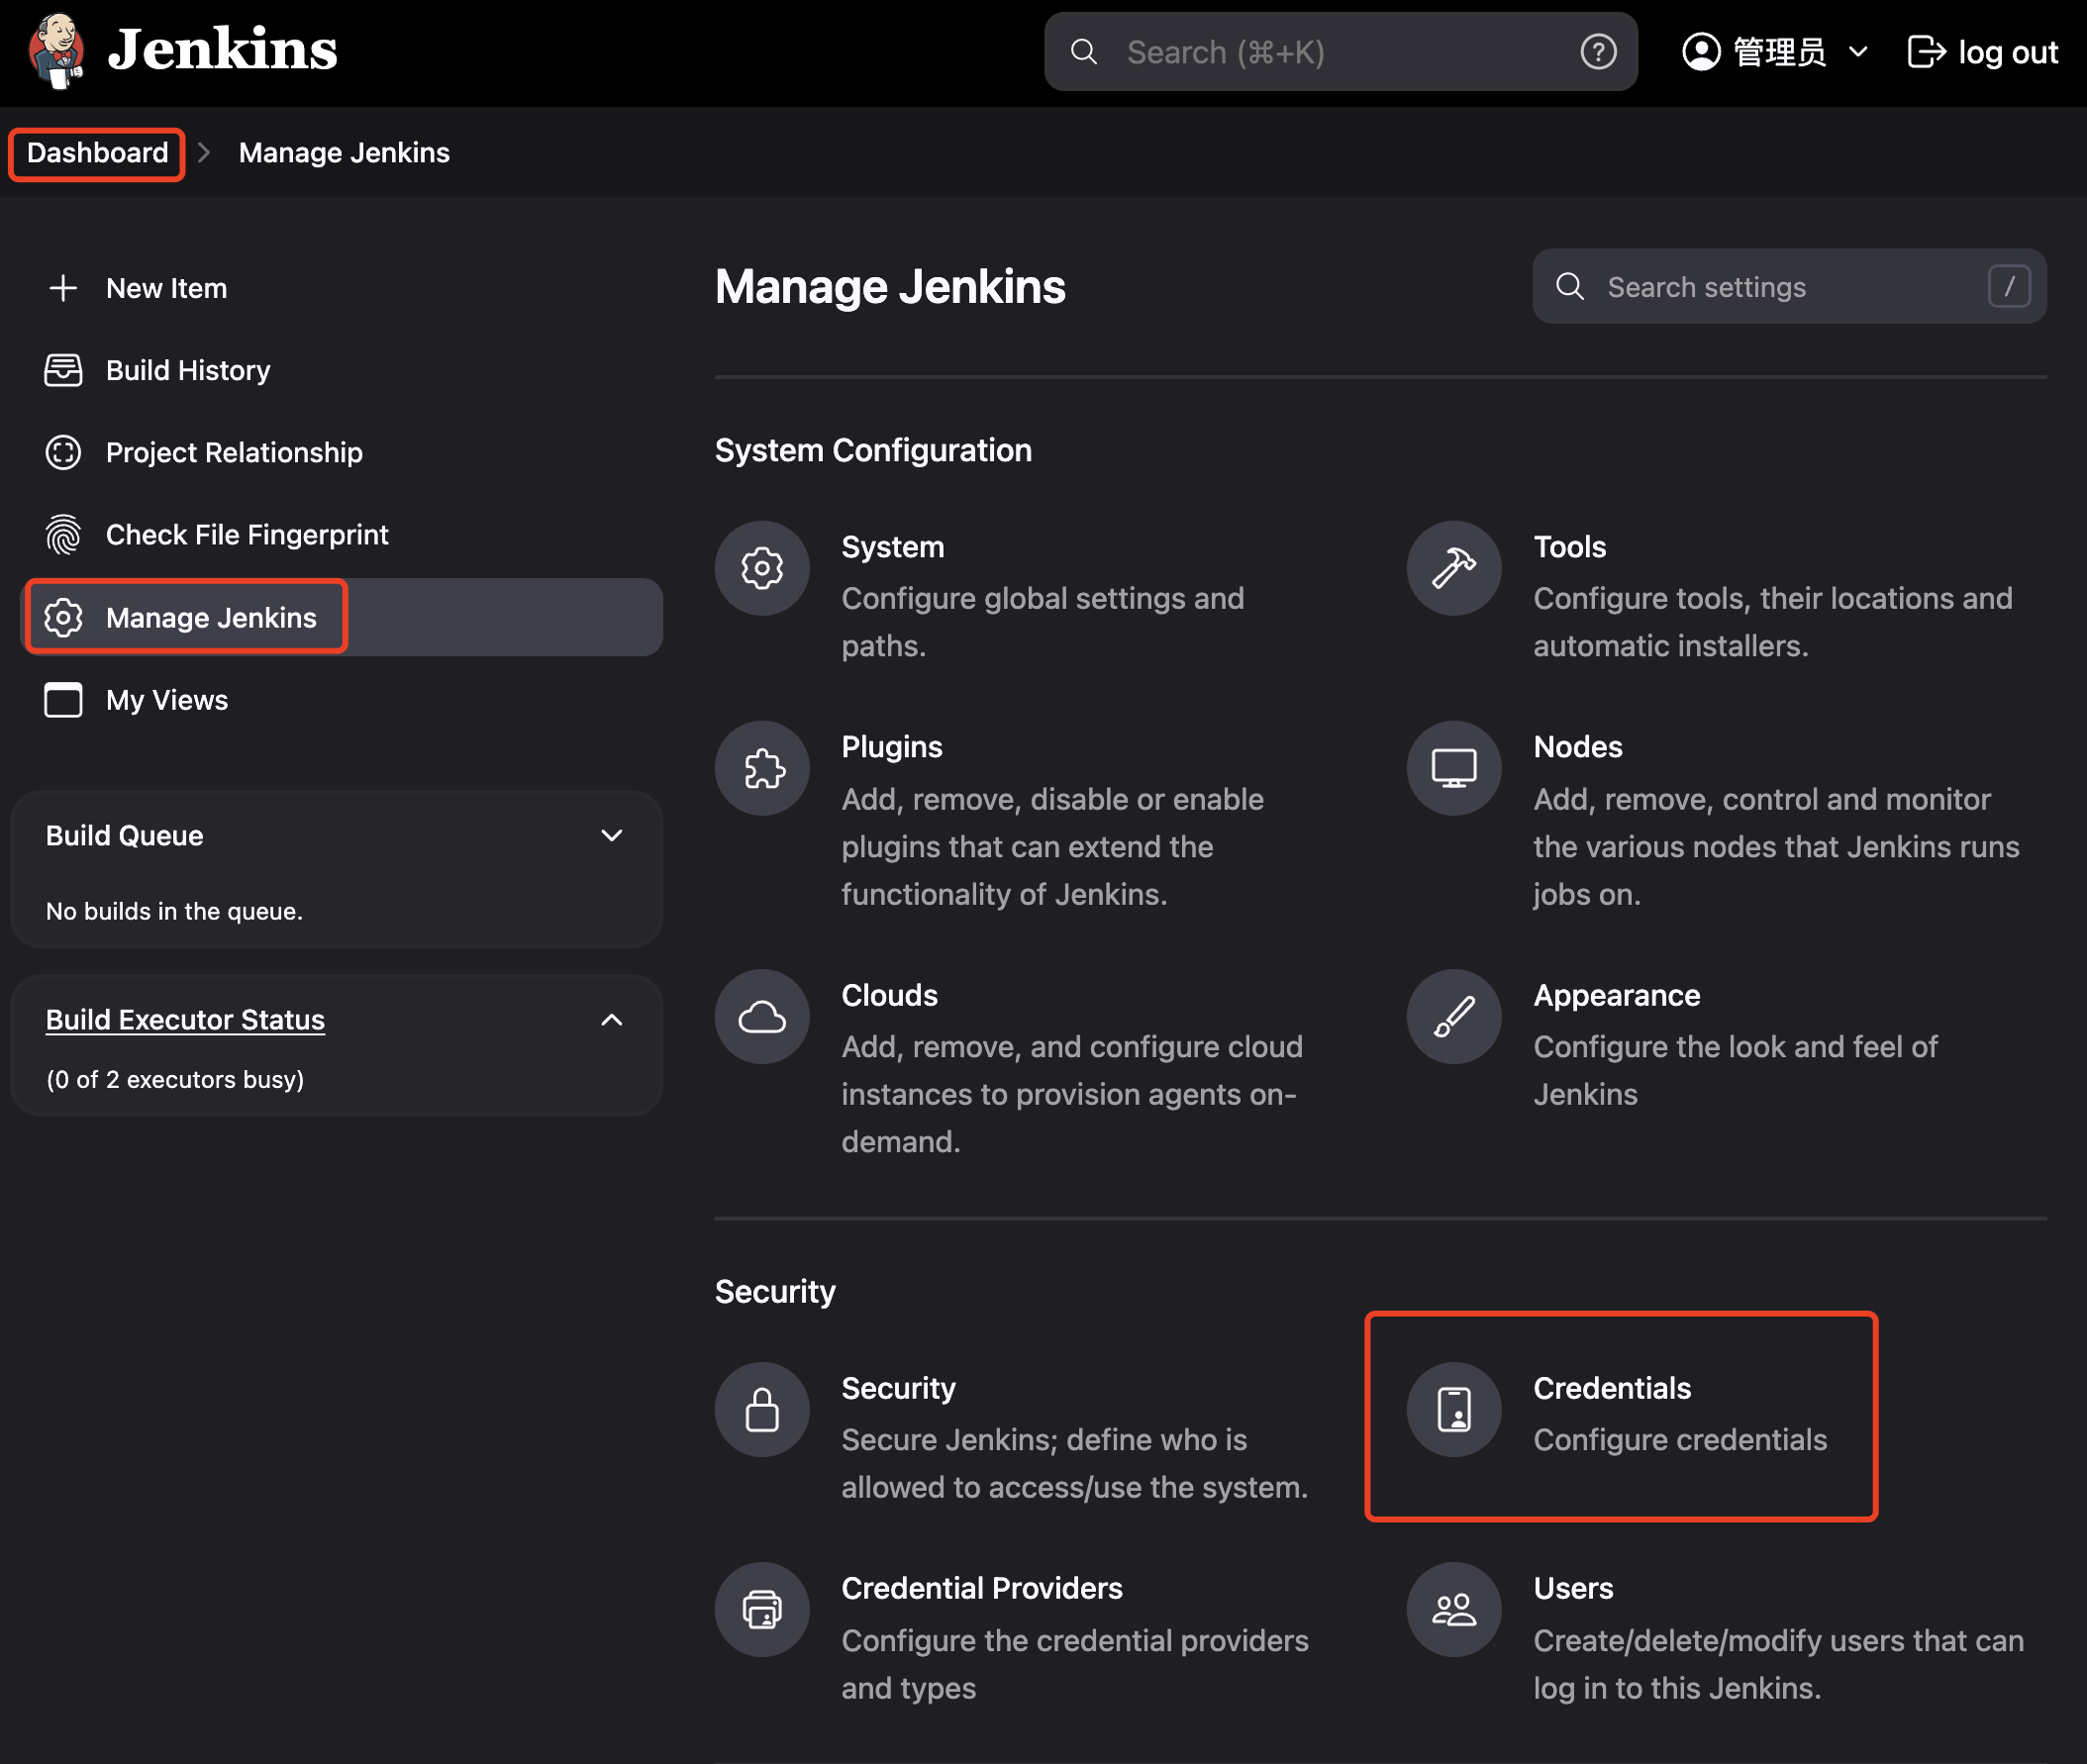 Jenkins
Search (⌘+K)
管理员
log out
Dashboard
Manage Jenkins
New Item
Build History
Project Relationship
Check File Fingerprint
Manage Jenkins
My Views
Build Queue
No builds in the queue.
Build Executor Status
(0 of 2 executors busy)
Manage Jenkins
Search settings
/
System Configuration
System
Configure global settings and
paths.
Tools
Configure tools, their locations and
automatic installers.
Plugins
Add, remove, disable or enable
plugins that can extend the
functionality of Jenkins.
Nodes
Add, remove, control and monitor
the various nodes that Jenkins runs
jobs on.
Clouds
Add, remove, and configure cloud
instances to provision agents on-
demand.
Appearance
Configure the look and feel of
Jenkins
Security
Security
Secure Jenkins; define who is
allowed to access/use the system.
Credentials
Configure credentials
Credential Providers
Configure the credential providers
and types
Users
Create/delete/modify users that can
log in to this Jenkins.